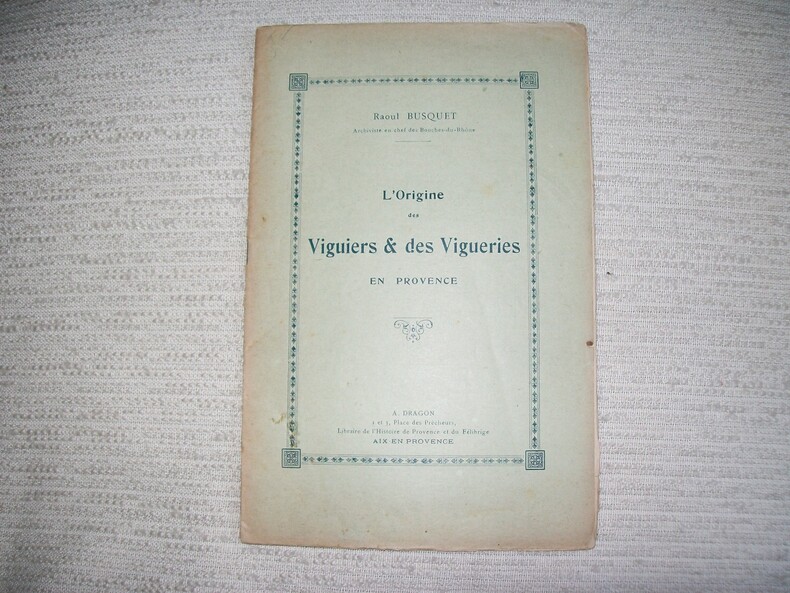 Raoul BUSQUET
Archiviste en chef des Bouches-du-Rhône
L'Origine
des
Viguiers & des Vigueries
EN PROVENCE
A. DRAGON
1 et 3, Place des Prêcheurs,
Libraire de l'Histoire de Provence et du Félibrige
AIX-EN-PROVENCE